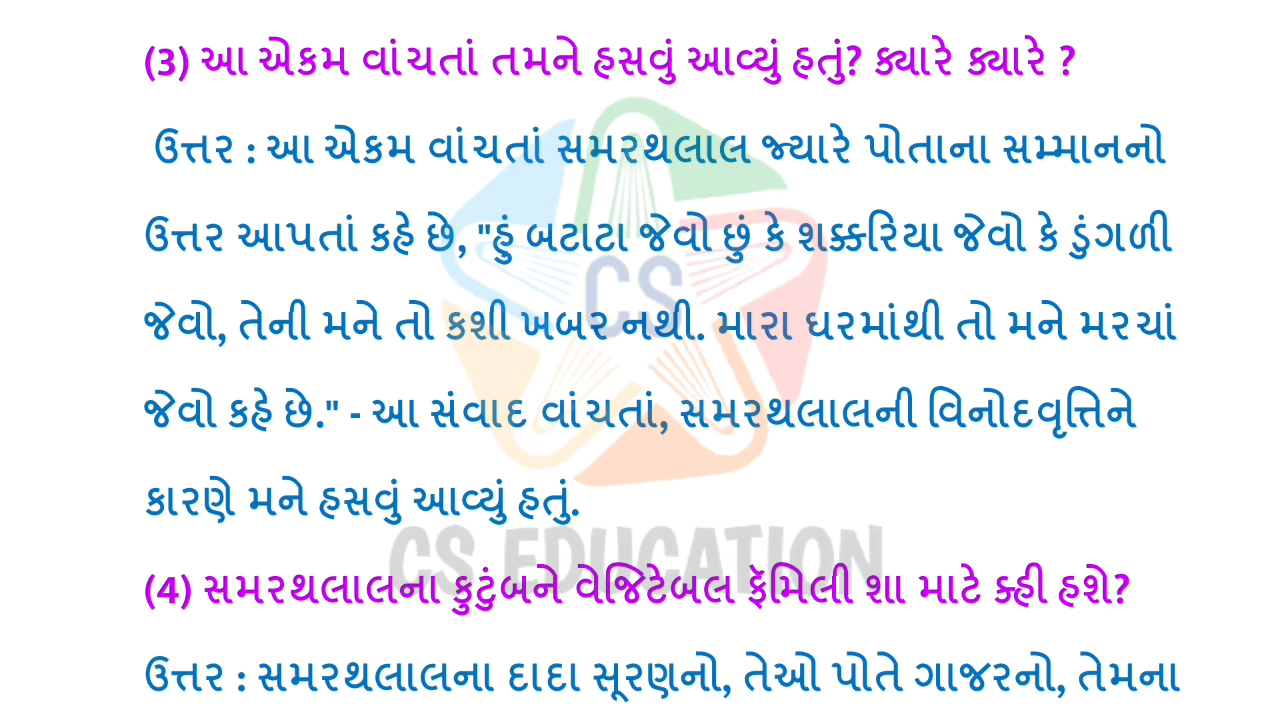 (3) આ એકમ વાંચતાં તમને હસવું આવ્યું હતું? ક્યારે ક્યારે ?
ઉત્તર : આ એકમ વાંચતાં સમરથલાલ જ્યારે પોતાના સમ્માનનો
ઉત્તર આપતાં કહે છે, "હું બટાટા જેવો છું કે શક્કરિયા જેવો કે ડુંગળી
જેવો, તેની મને તો કશી ખબર નથી. મારા ઘરમાંથી તો મને મરચાં
જેવો કહે છે." - આ સંવાદ વાંચતાં, સમરથલાલની વિનોદવૃત્તિને
કારણે મને હસવું આવ્યું હતું.
(4) સમરથલાલના કુટુંબને વેજિટેબલ ફૅમિલી શા માટે ક્હી હશે?
ઉત્તર : સમરથલાલના દાદા સૂરણનો, તેઓ પોતે ગાજરનો, તેમના
CS
CS EDUCATION